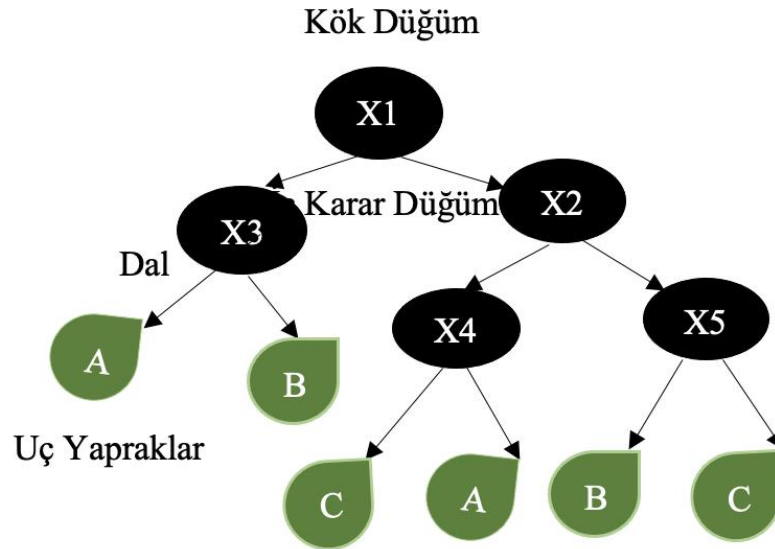 Kök Düğüm
X1
Karar Düğüm
X3
X2
Dal
X4
X5
A
B
Uç Yapraklar
C
A
B
C